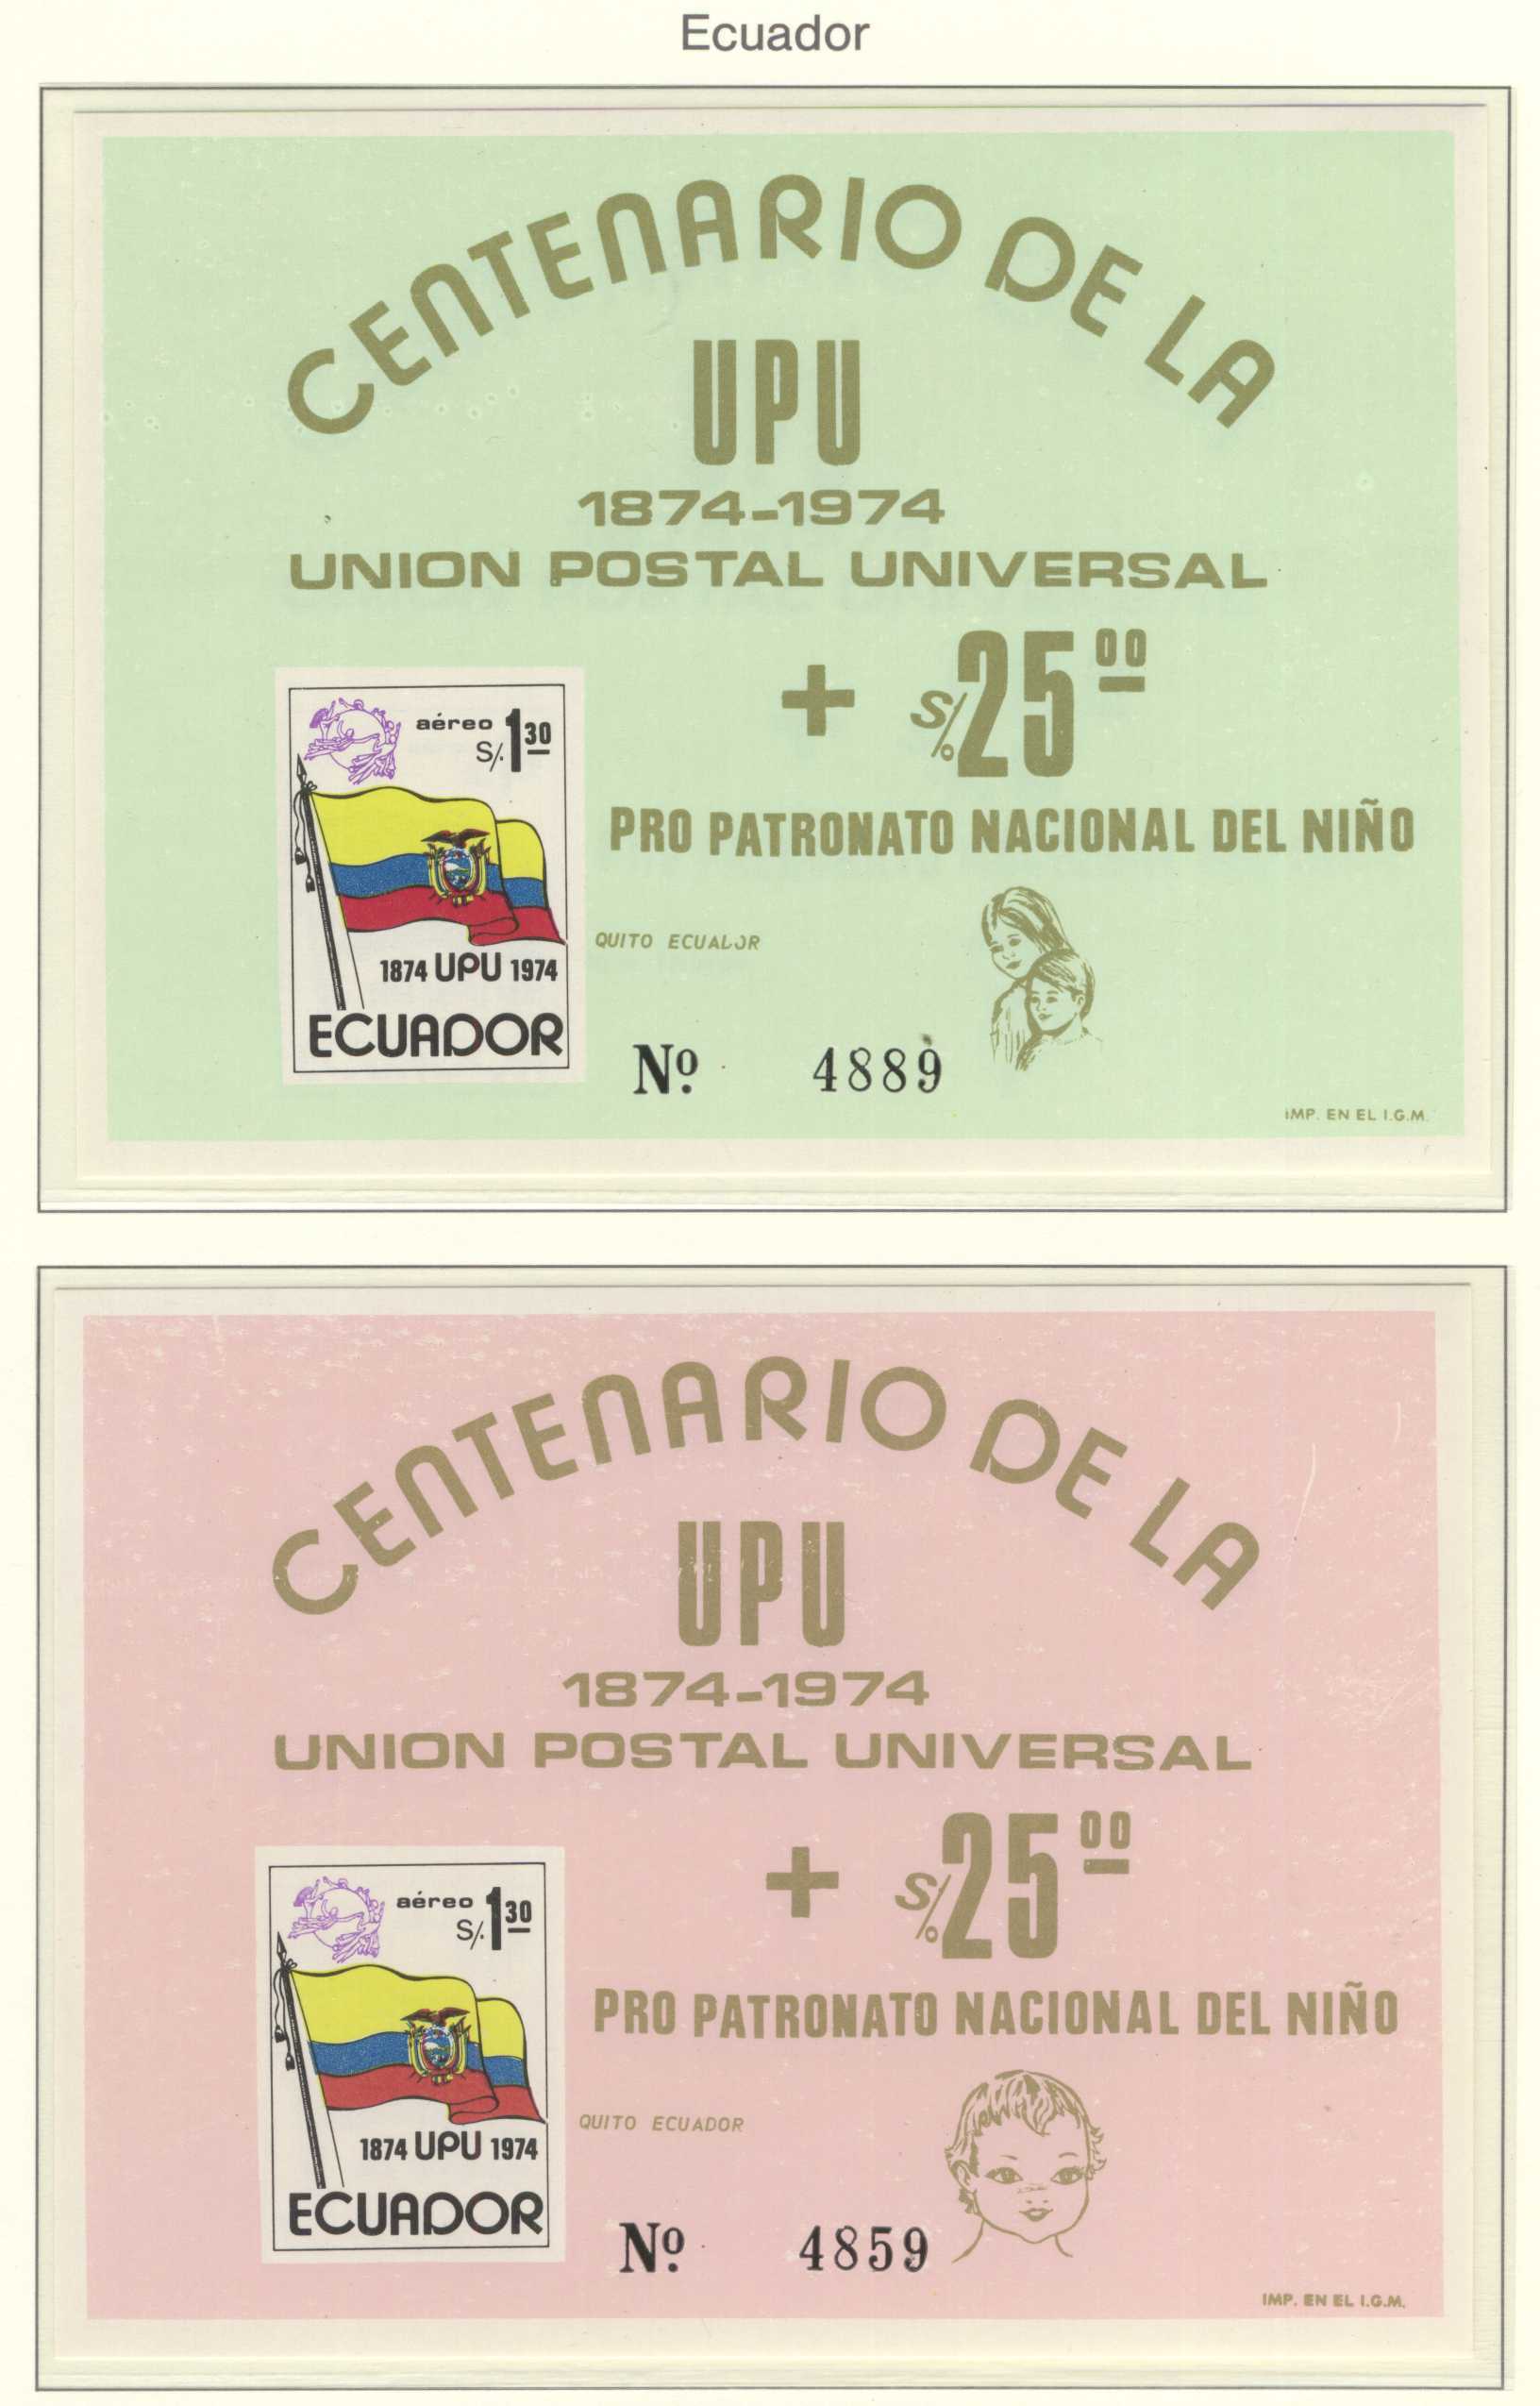 Ecuador
CENTENARIO DE LA
UPU
1874-1974
UNION POSTAL UNIVERSAL
+ S/.25 00
PRO PATRONATO NACIONAL DEL NIÑO
aéreo
S/. 1 30
1874 UPU 1974
ECUADOR
QUITO ECUALOR
Nº 4889
IMP. EN EL I.G.M.
CENTENARIO DE LA
UPU
1874-1974
UNION POSTAL UNIVERSAL
+ S/.25 00
PRO PATRONATO NACIONAL DEL NIÑO
aéreo
S/. 1 30
1874 UPU 1974
ECUADOR
QUITO ECUADOR
Nº 4859
IMP. EN EL I.G.M.